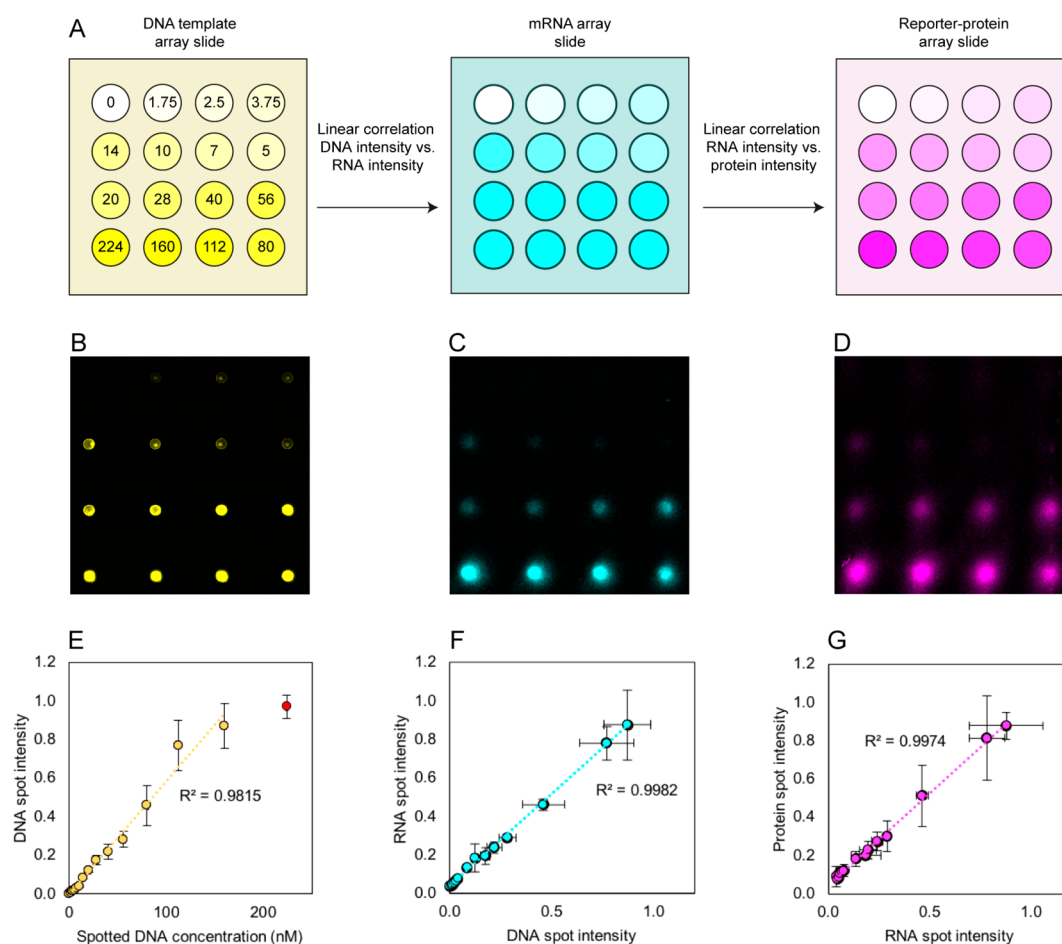 A
DNA template
array slide
mRNA array
slide
Reporter-protein
array slide
0 1.75 2.5 3.75
14 10 7 5
20 28 40 56
224 160 112 80
Linear correlation
DNA intensity vs.
RNA intensity
Linear correlation
RNA intensity vs.
protein intensity
B
C
D
E
1.2
1.0
0.8
0.6
0.4
0.2
0.0
DNA spot intensity
R² = 0.9815
0 100 200
Spotted DNA concentration (nM)
F
1.2
1.0
0.8
0.6
0.4
0.2
0.0
RNA spot intensity
R² = 0.9982
0.0 0.5 1.0
DNA spot intensity
G
1.2
1.0
0.8
0.6
0.4
0.2
0.0
Protein spot intensity
R² = 0.9974
0.0 0.5 1.0
RNA spot intensity